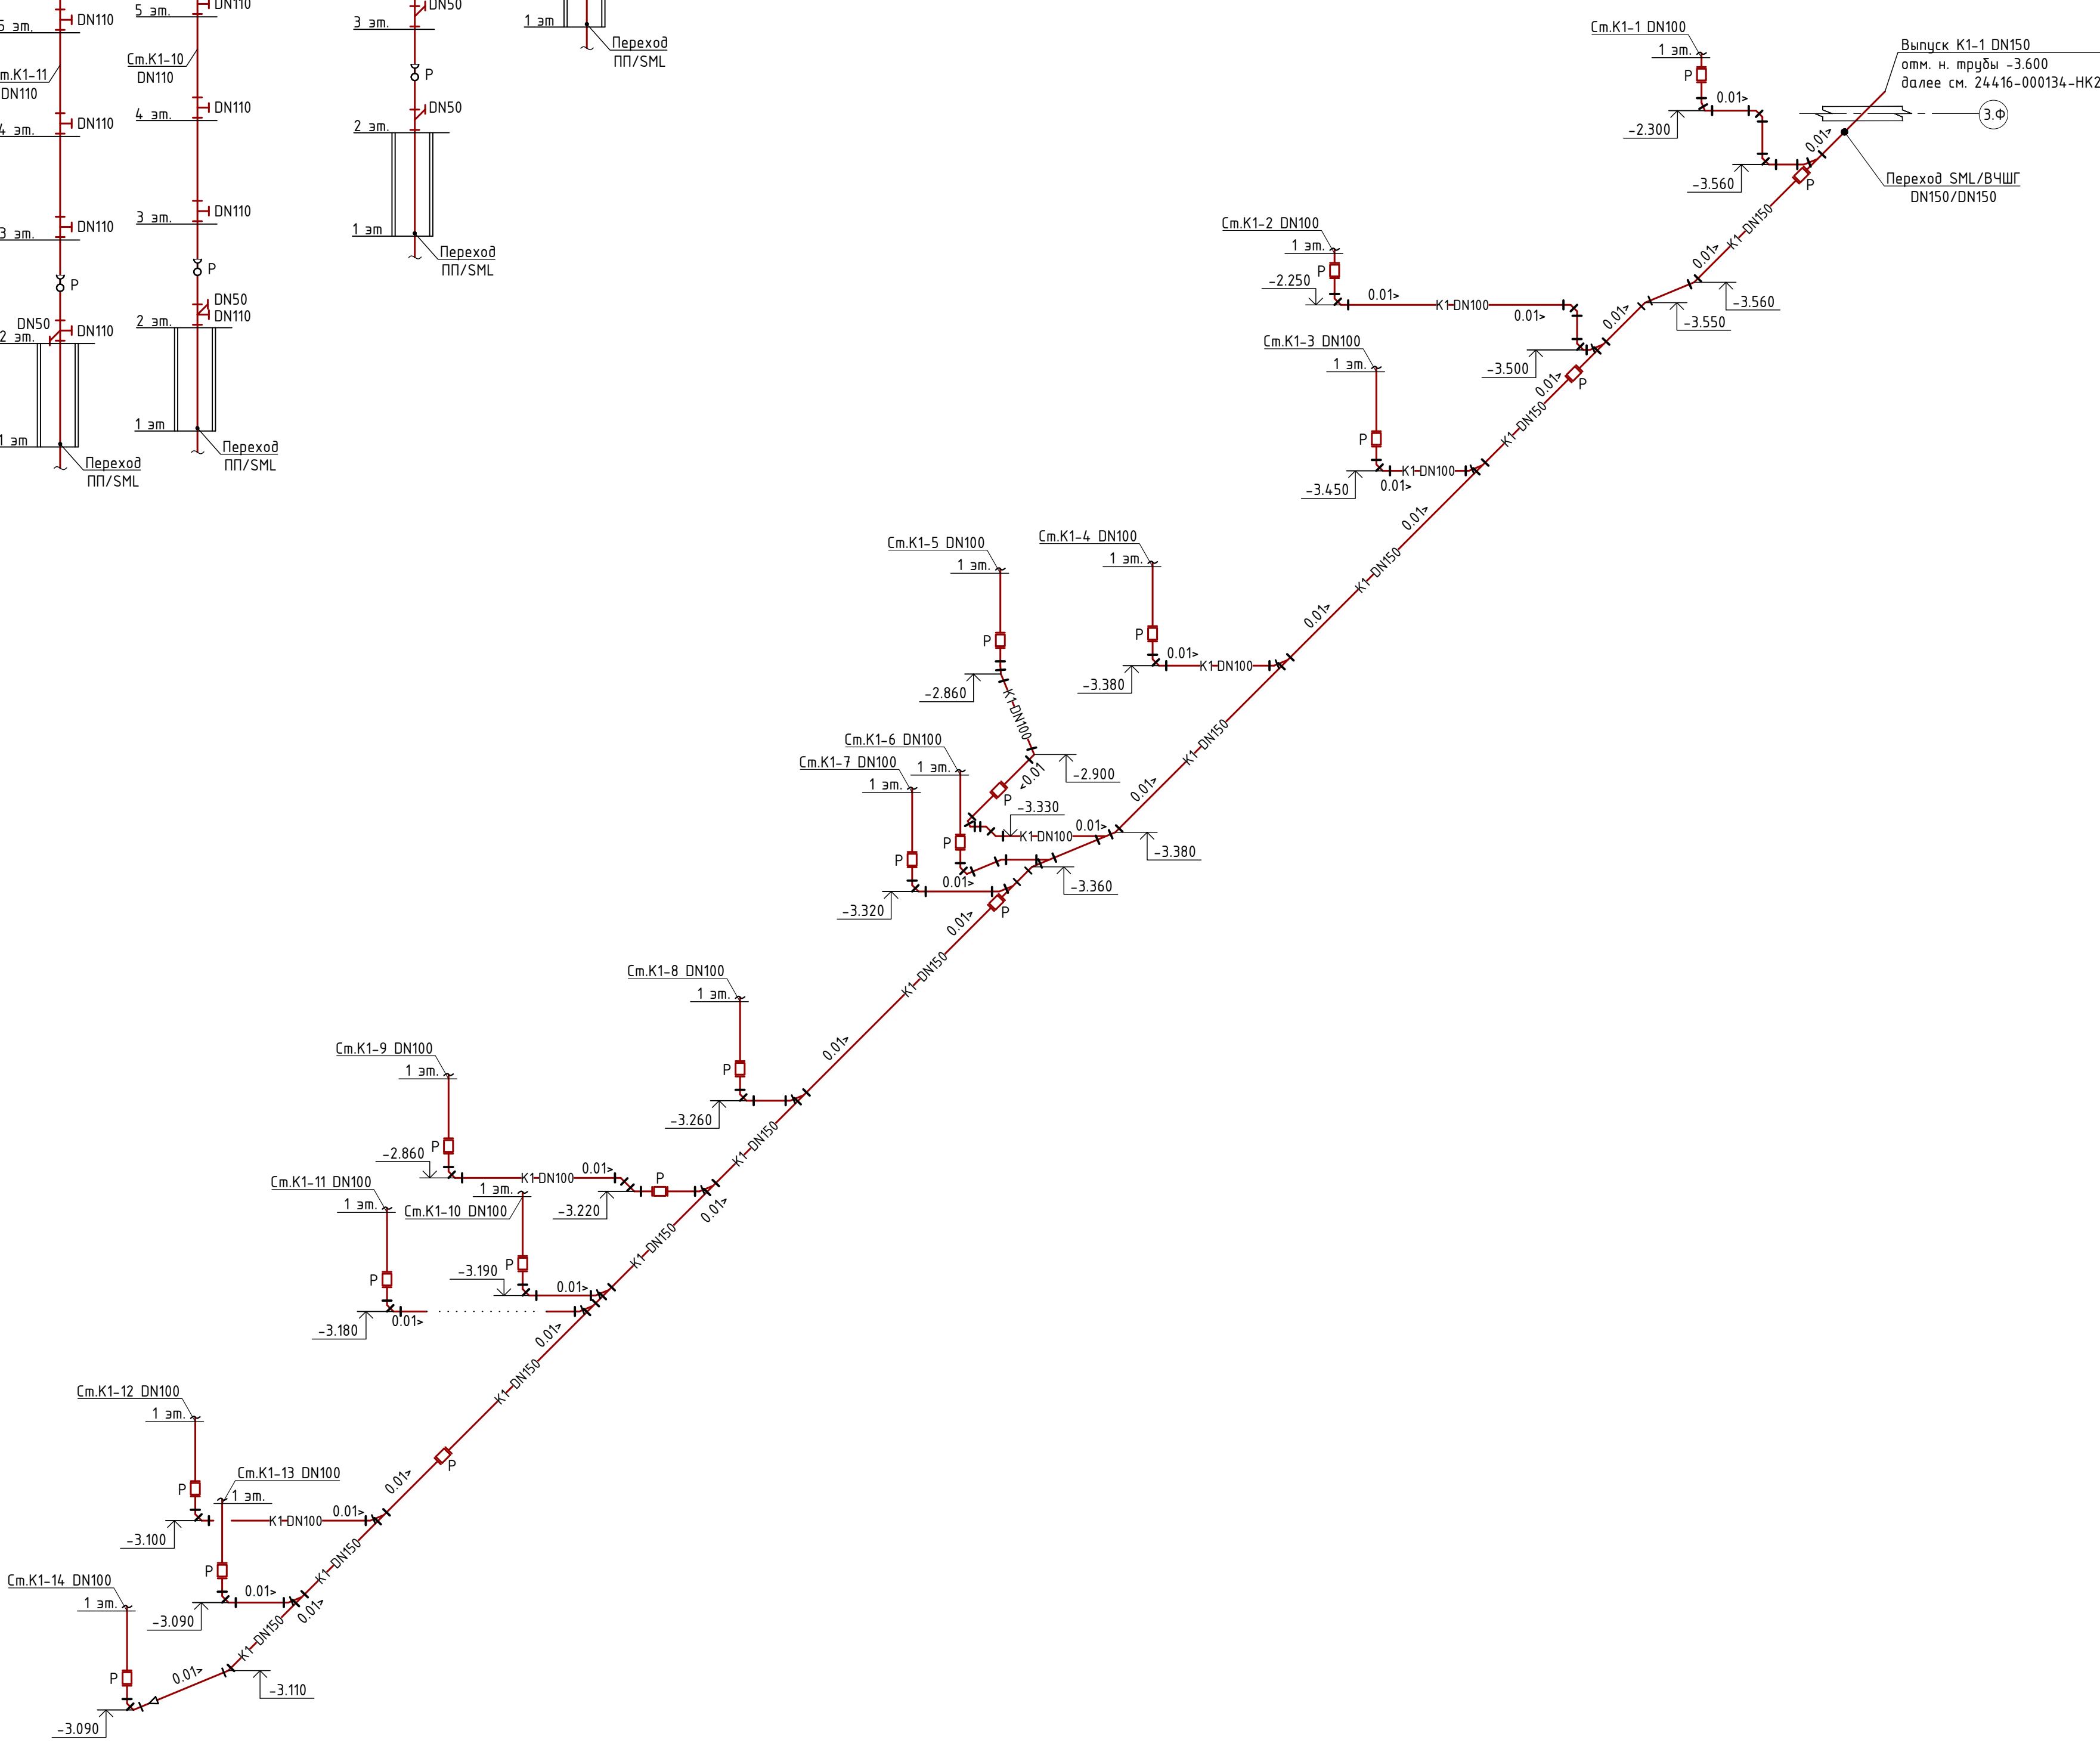 5 эт.
DN110
Ст.К1-11
DN110
4 эт.
DN110
3 эт.
DN110
Р
DN50
DN110
2 эт.
1 эт
Переход
ПП/SML
5 эт.
DN110
Ст.К1-10
DN110
4 эт.
DN110
3 эт.
DN110
Р
DN50
DN110
2 эт.
1 эт
Переход
ПП/SML
DN50
3 эт.
Р
DN50
2 эт.
1 эт
Переход
ПП/SML
1 эт
Переход
ПП/SML
Ст.К1-1 DN100
1 эт.
Р
0.01>
-2.300
-3.560
Выпуск К1-1 DN150
отм. н. трубы -3.600
далее см. 24416-000134-НК2
3.Ф
0.01>
Р
Переход SML/ВЧШГ
DN150/DN150
К1 DN150
0.01>
-3.560
-3.550
0.01>
Ст.К1-2 DN100
1 эт.
Р
-2.250
0.01>
К1 DN100
0.01>
-3.500
0.01>
Р
К1 DN150
Ст.К1-3 DN100
1 эт.
Р
К1 DN100
-3.450
0.01>
0.01>
К1 DN150
0.01>
Ст.К1-5 DN100
1 эт.
Р
-2.860
К1 DN100
-2.900
<0.01
Р
-3.330
К1 DN100
0.01>
Ст.К1-4 DN100
1 эт.
Р
0.01>
К1 DN100
-3.380
К1 DN150
0.01>
-3.380
-3.360
Ст.К1-6 DN100
1 эт.
Р
Ст.К1-7 DN100
1 эт.
Р
0.01>
-3.320
Р
0.01>
К1 DN150
0.01>
Ст.К1-8 DN100
1 эт.
Р
-3.260
К1 DN150
Ст.К1-9 DN100
1 эт.
Р
-2.860
К1 DN100
0.01>
Р
-3.220
0.01>
К1 DN150
Ст.К1-11 DN100
1 эт.
Р
-3.180
0.01>
1 эт.
Ст.К1-10 DN100
Р
-3.190
0.01>
0.01>
К1 DN150
Р
0.01>
Ст.К1-12 DN100
1 эт.
Р
К1 DN100
0.01>
-3.100
К1 DN150
Ст.К1-13 DN100
1 эт.
Р
0.01>
-3.090
0.01>
К1 DN150
Ст.К1-14 DN100
1 эт.
Р
0.01>
-3.110
-3.090